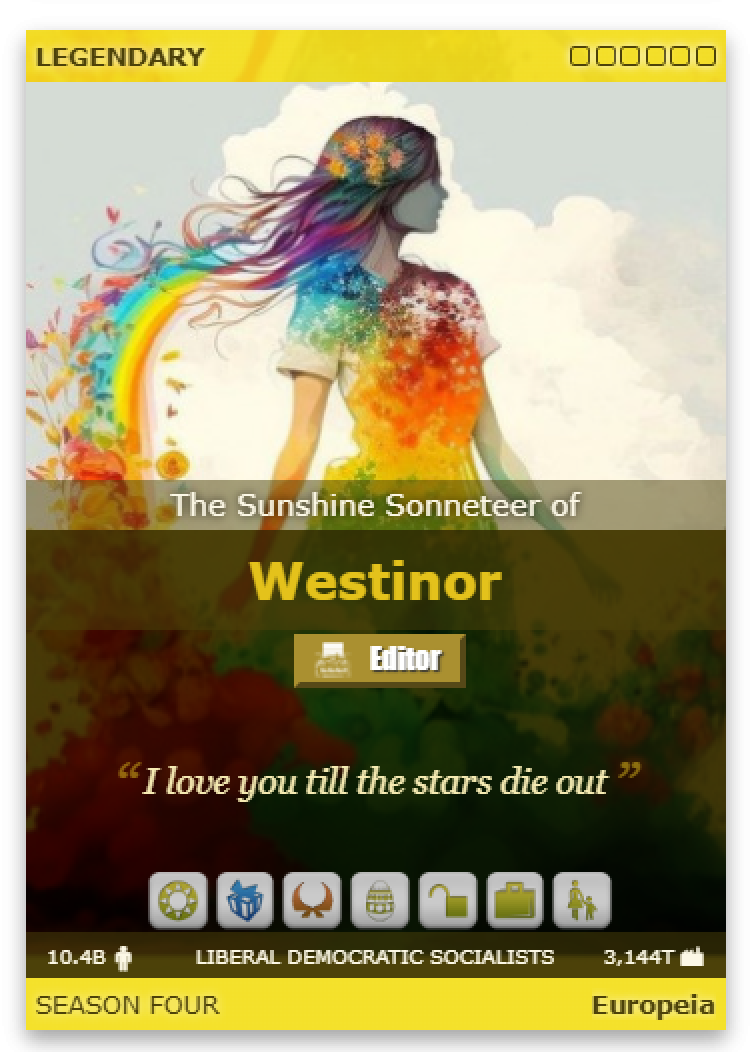 LEGENDARY
The Sunshine Sonneteer of
Westinor
Editor
“I love you till the stars die out”
10.4B LIBERAL DEMOCRATIC SOCIALISTS 3,144T
SEASON FOUR Europeia